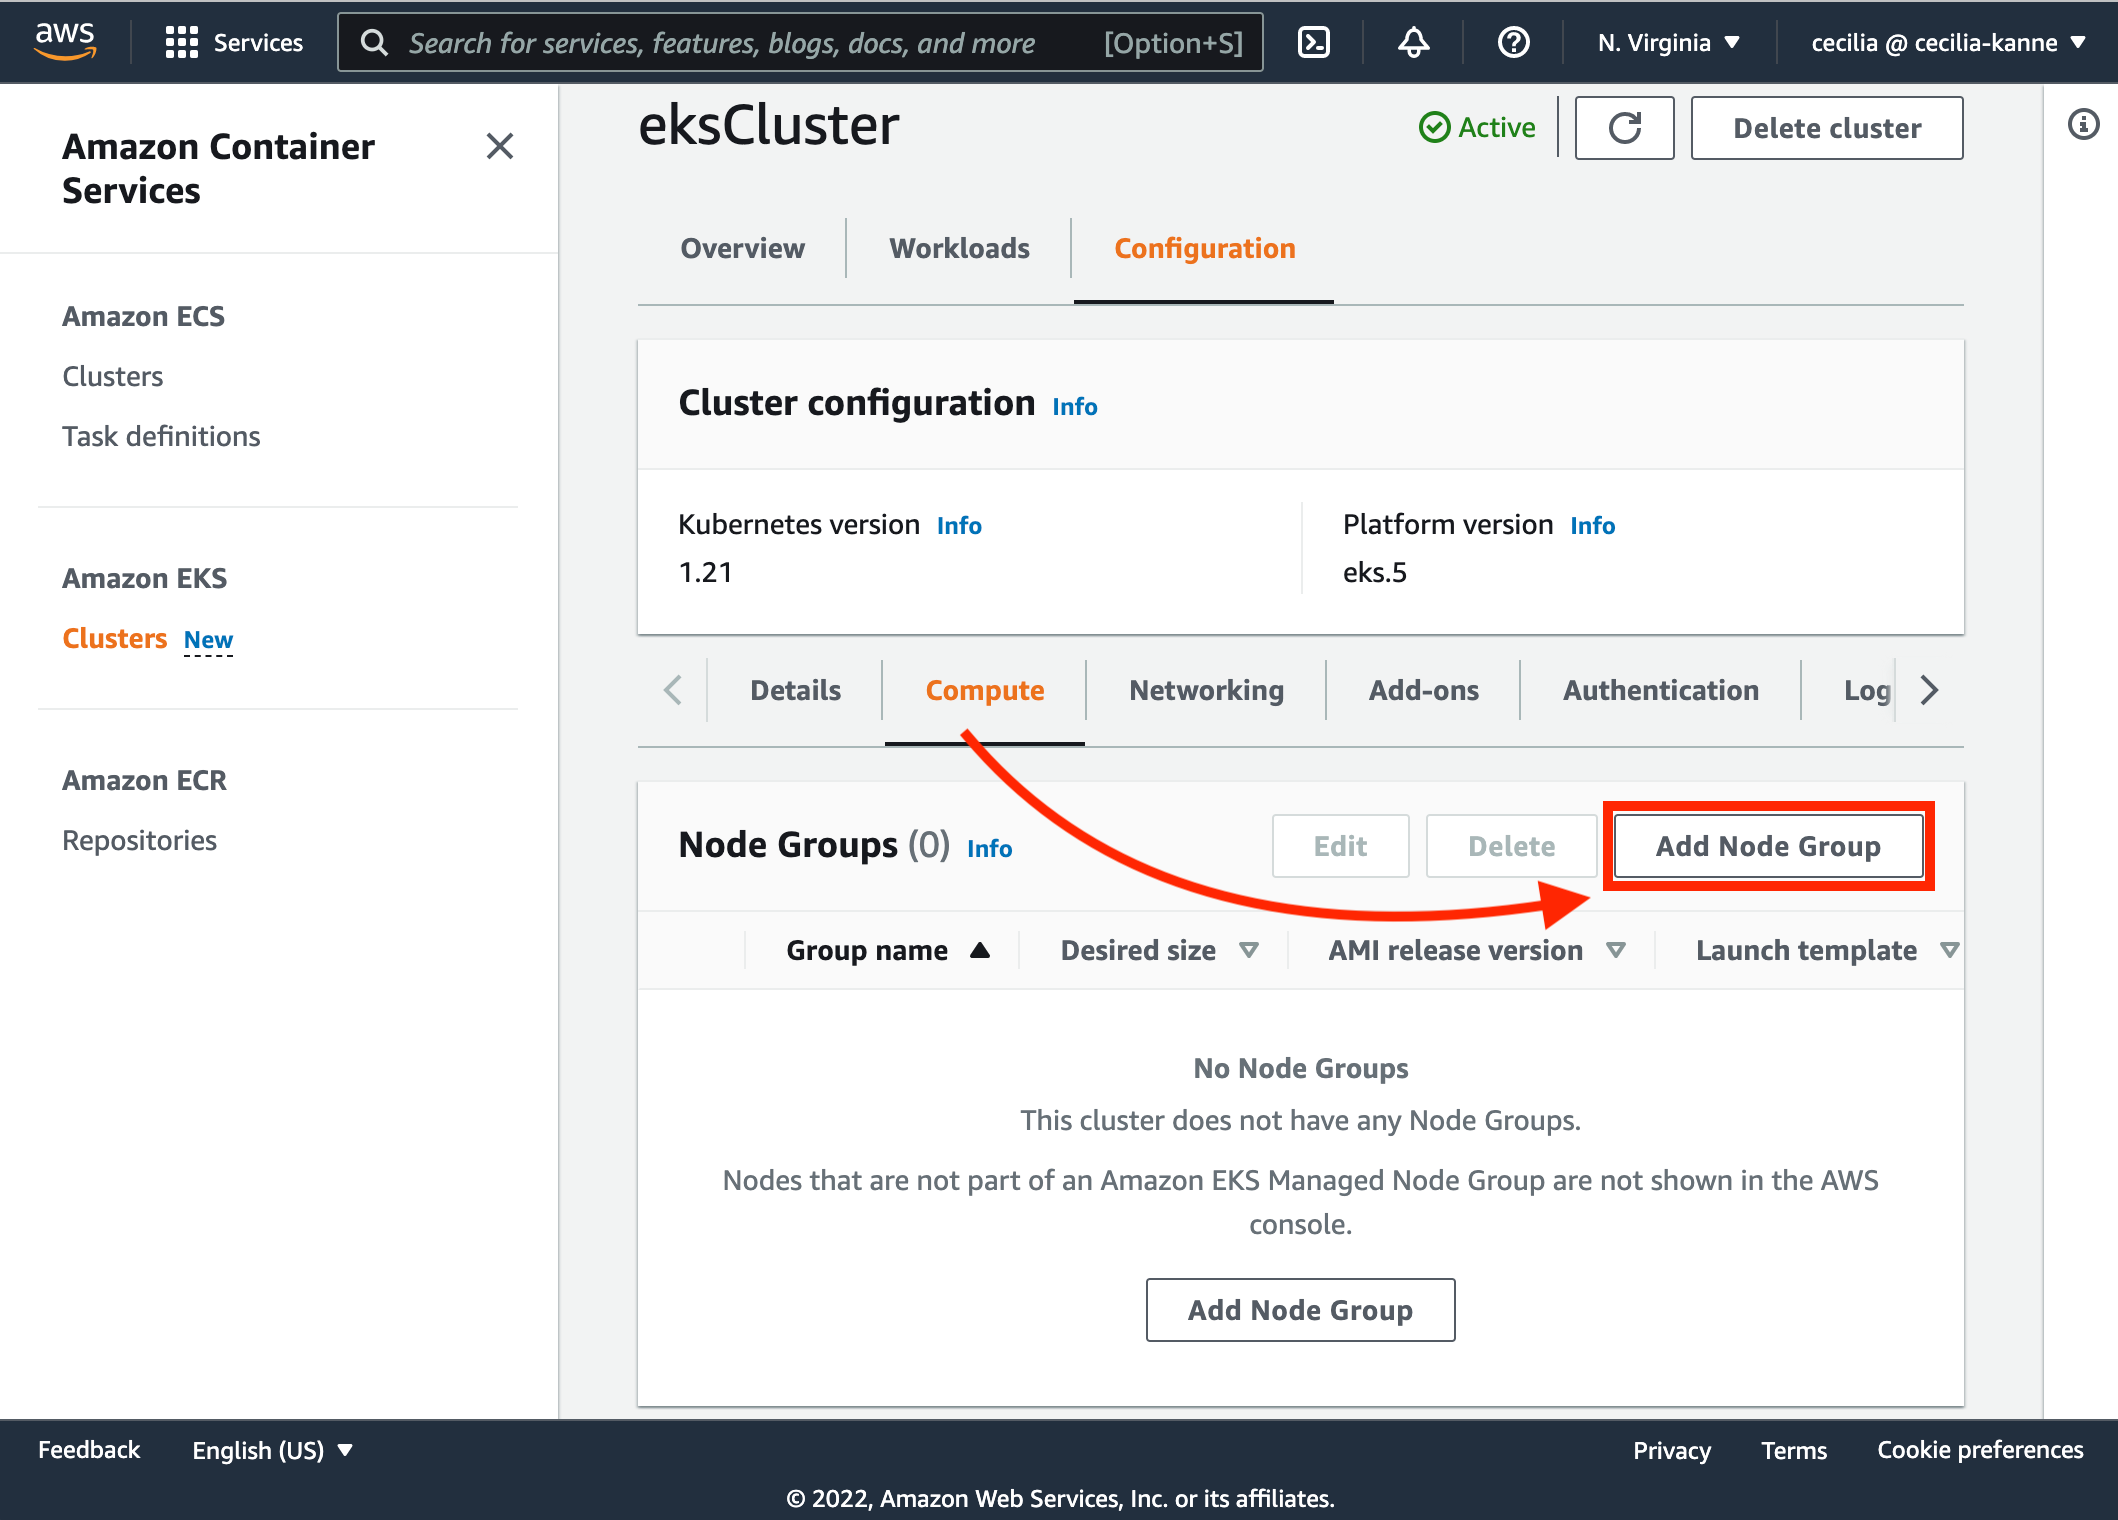 aws
Services
Search for services, features, blogs, docs, and more
[Option+S]
N. Virginia
cecilia @ cecilia-kanne
Amazon Container
Services
Amazon ECS
Clusters
Task definitions
Amazon EKS
Clusters New
Amazon ECR
Repositories
eksCluster
Active
Delete cluster
Overview
Workloads
Configuration
Cluster configuration Info
Kubernetes version Info
1.21
Platform version Info
eks.5
Details
Compute
Networking
Add-ons
Authentication
Log
Node Groups (0) Info
Edit
Delete
Add Node Group
Group name
Desired size
AMI release version
Launch template
No Node Groups
This cluster does not have any Node Groups.
Nodes that are not part of an Amazon EKS Managed Node Group are not shown in the AWS
console.
Add Node Group
Feedback
English (US)
Privacy
Terms
Cookie preferences
© 2022, Amazon Web Services, Inc. or its affiliates.